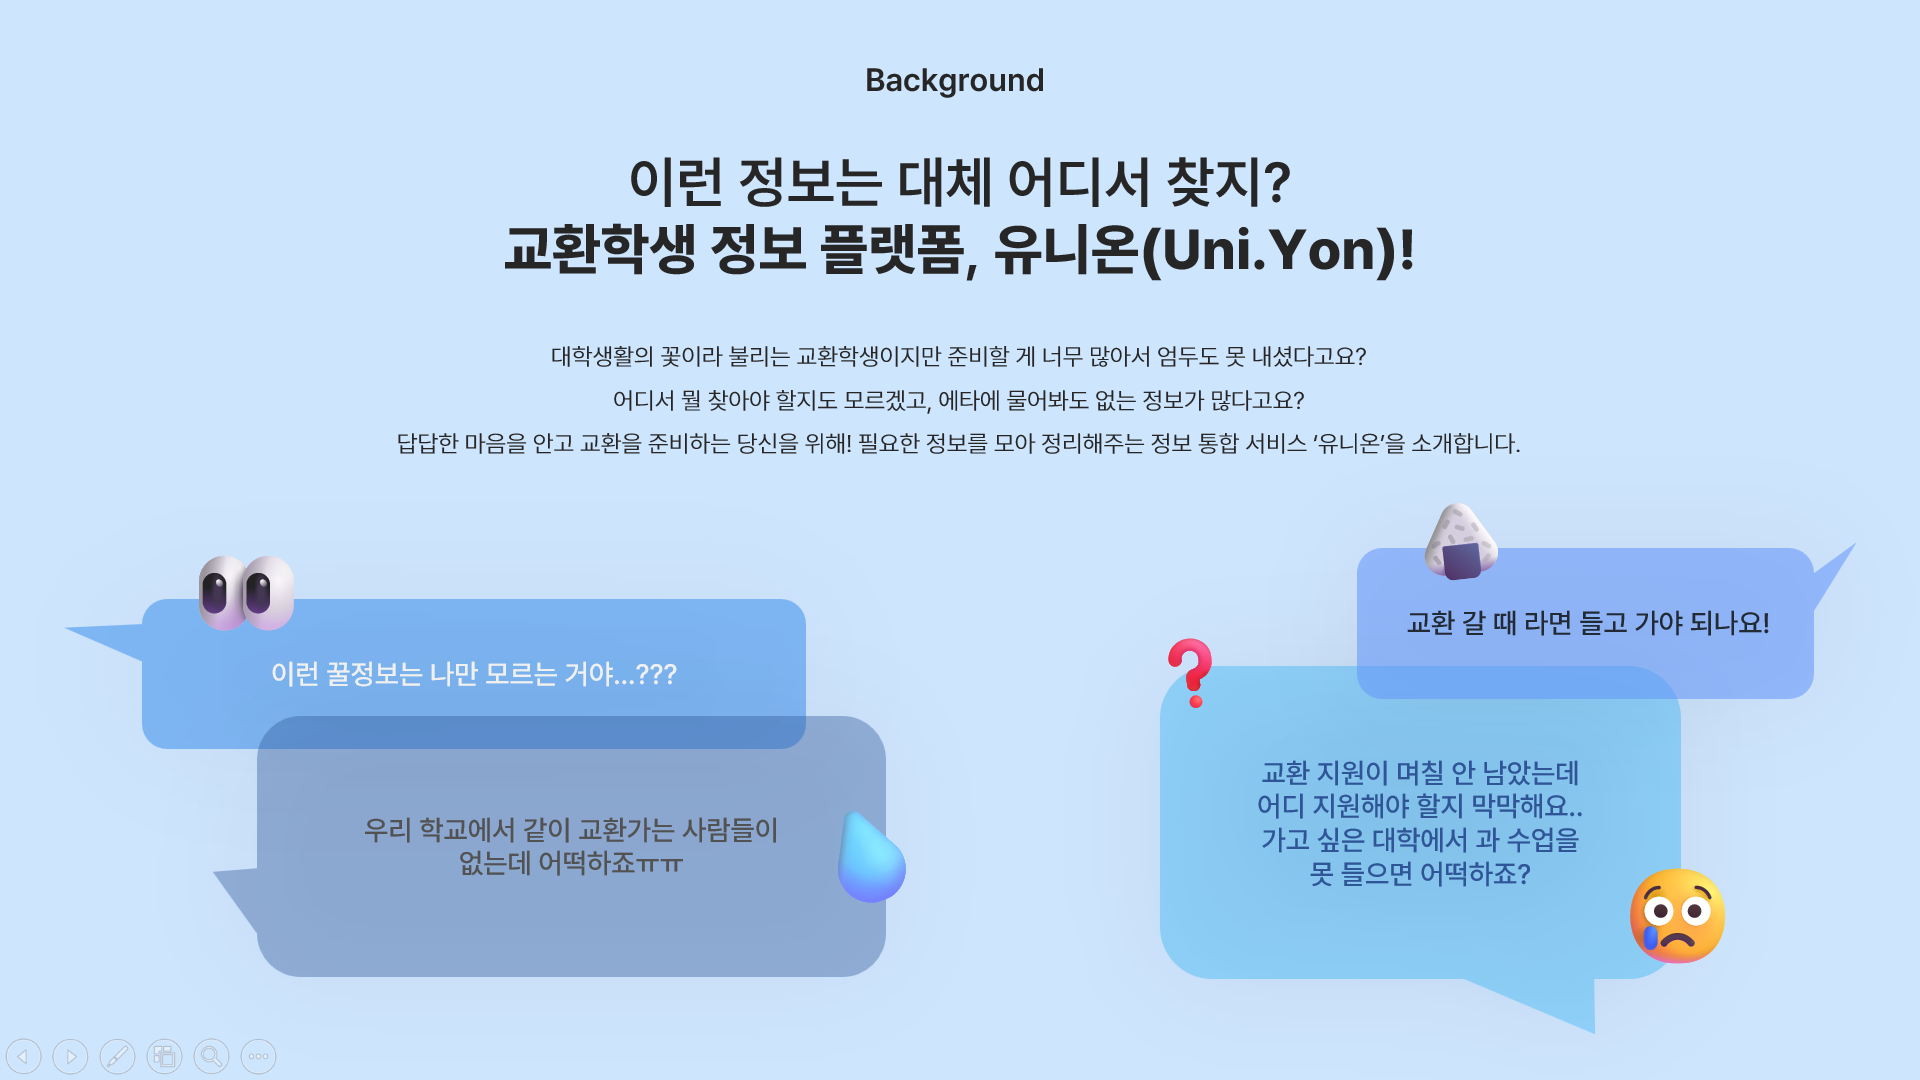 Background
이런 정보는 대체 어디서 찾지?
교환학생 정보 플랫폼, 유니온(Uni.Yon)!
대학생활의 꽃이라 불리는 교환학생이지만 준비할 게 너무 많아서 엄두도 못 내셨다고요?
어디서 뭘 찾아야 할지도 모르겠고, 에타에 물어봐도 없는 정보가 많다고요?
답답한 마음을 안고 교환을 준비하는 당신을 위해! 필요한 정보를 모아 정리해주는 정보 통합 서비스 ‘유니온’을 소개합니다.
이런 꿀정보는 나만 모르는 거야...???
우리 학교에서 같이 교환가는 사람들이
없는데 어떡하죠ㅠㅠ
교환 갈 때 라면 들고 가야 되나요!
교환 지원이 며칠 안 남았는데
어디 지원해야 할지 막막해요..
가고 싶은 대학에서 과 수업을
못 들으면 어떡하죠?